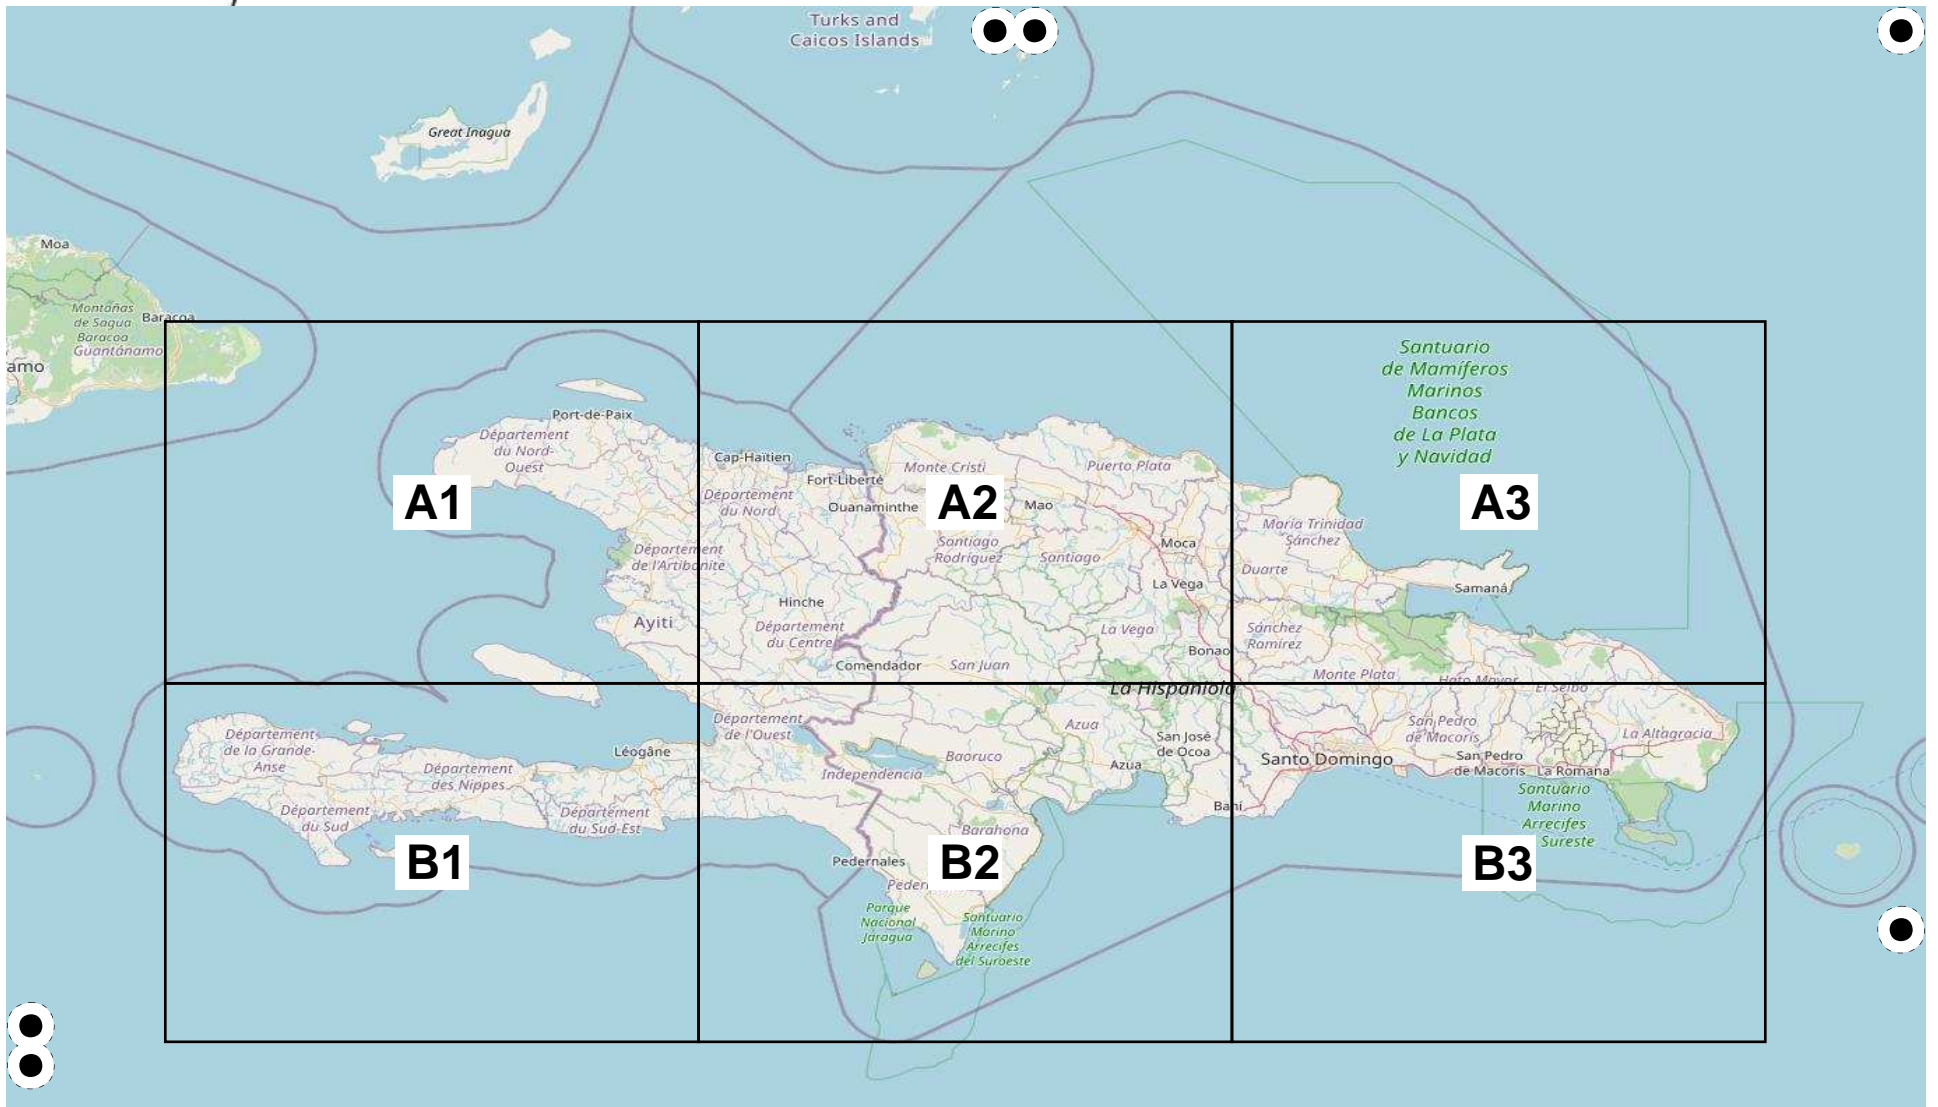 Turks and
Caicos Islands
Great Inagua
Moa
Montañas
de Sagua
Baracoa
Baracoa
Guantánamo
amo
Santuario
de Mamíferos
Marinos
Bancos
de La Plata
y Navidad
Port-de-Paix
Département
du Nord-
Ouest
Cap-Haïtien
Monte Cristi
Puerto Plata
Fort-Liberté
Département
du Nord
Ouanaminthe
A1
A2
Mao
A3
María Trinidad
Sánchez
Santiago
Rodríguez
Santiago
Moca
Département
de l'Artibonite
Duarte
La Vega
Samaná
Hinche
Ayiti
Département
du Centre
La Vega
Sánchez
Ramírez
Bonao
Comendador
San Juan
Monte Plata
Hato Mayor
La Hispaniola
El Seibo
Département
de l'Ouest
Azua
San Pedro
de Macorís
La Altagracia
Département
de la Grande-
Anse
Léogâne
San José
de Ocoa
Baoruco
Azua
Santo Domingo
San Pedro
de Macorís
La Romana
Département
des Nippes
Independencia
Département
du Sud
Département
du Sud-Est
Baní
Santuario
Marino
Arrecifes
Sureste
Barahona
Pedernales
B1
B2
B3
Peder
Parque
Nacional
Jaragua
Santuario
Marino
Arrecifes
del Suroeste